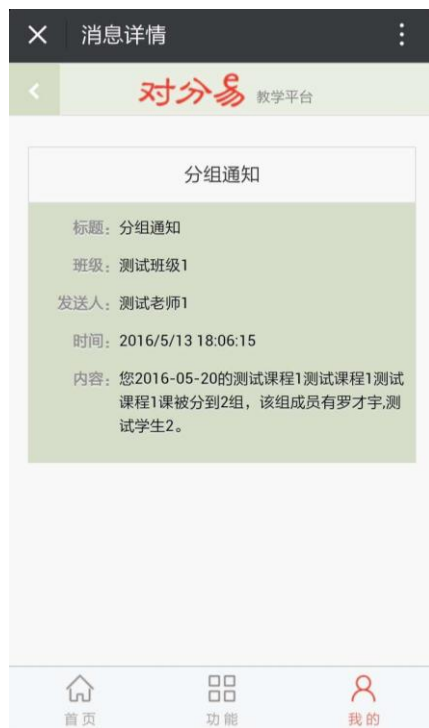 消息详情
对分易 教学平台
分组通知
标题：分组通知
班级：测试班级1
发送人：测试老师1
时间：2016/5/13 18:06:15
内容：您2016-05-20的测试课程1测试课程1测试
课程1课被分到2组，该组成员有罗才宇,测
试学生2。
首页 功能 我的